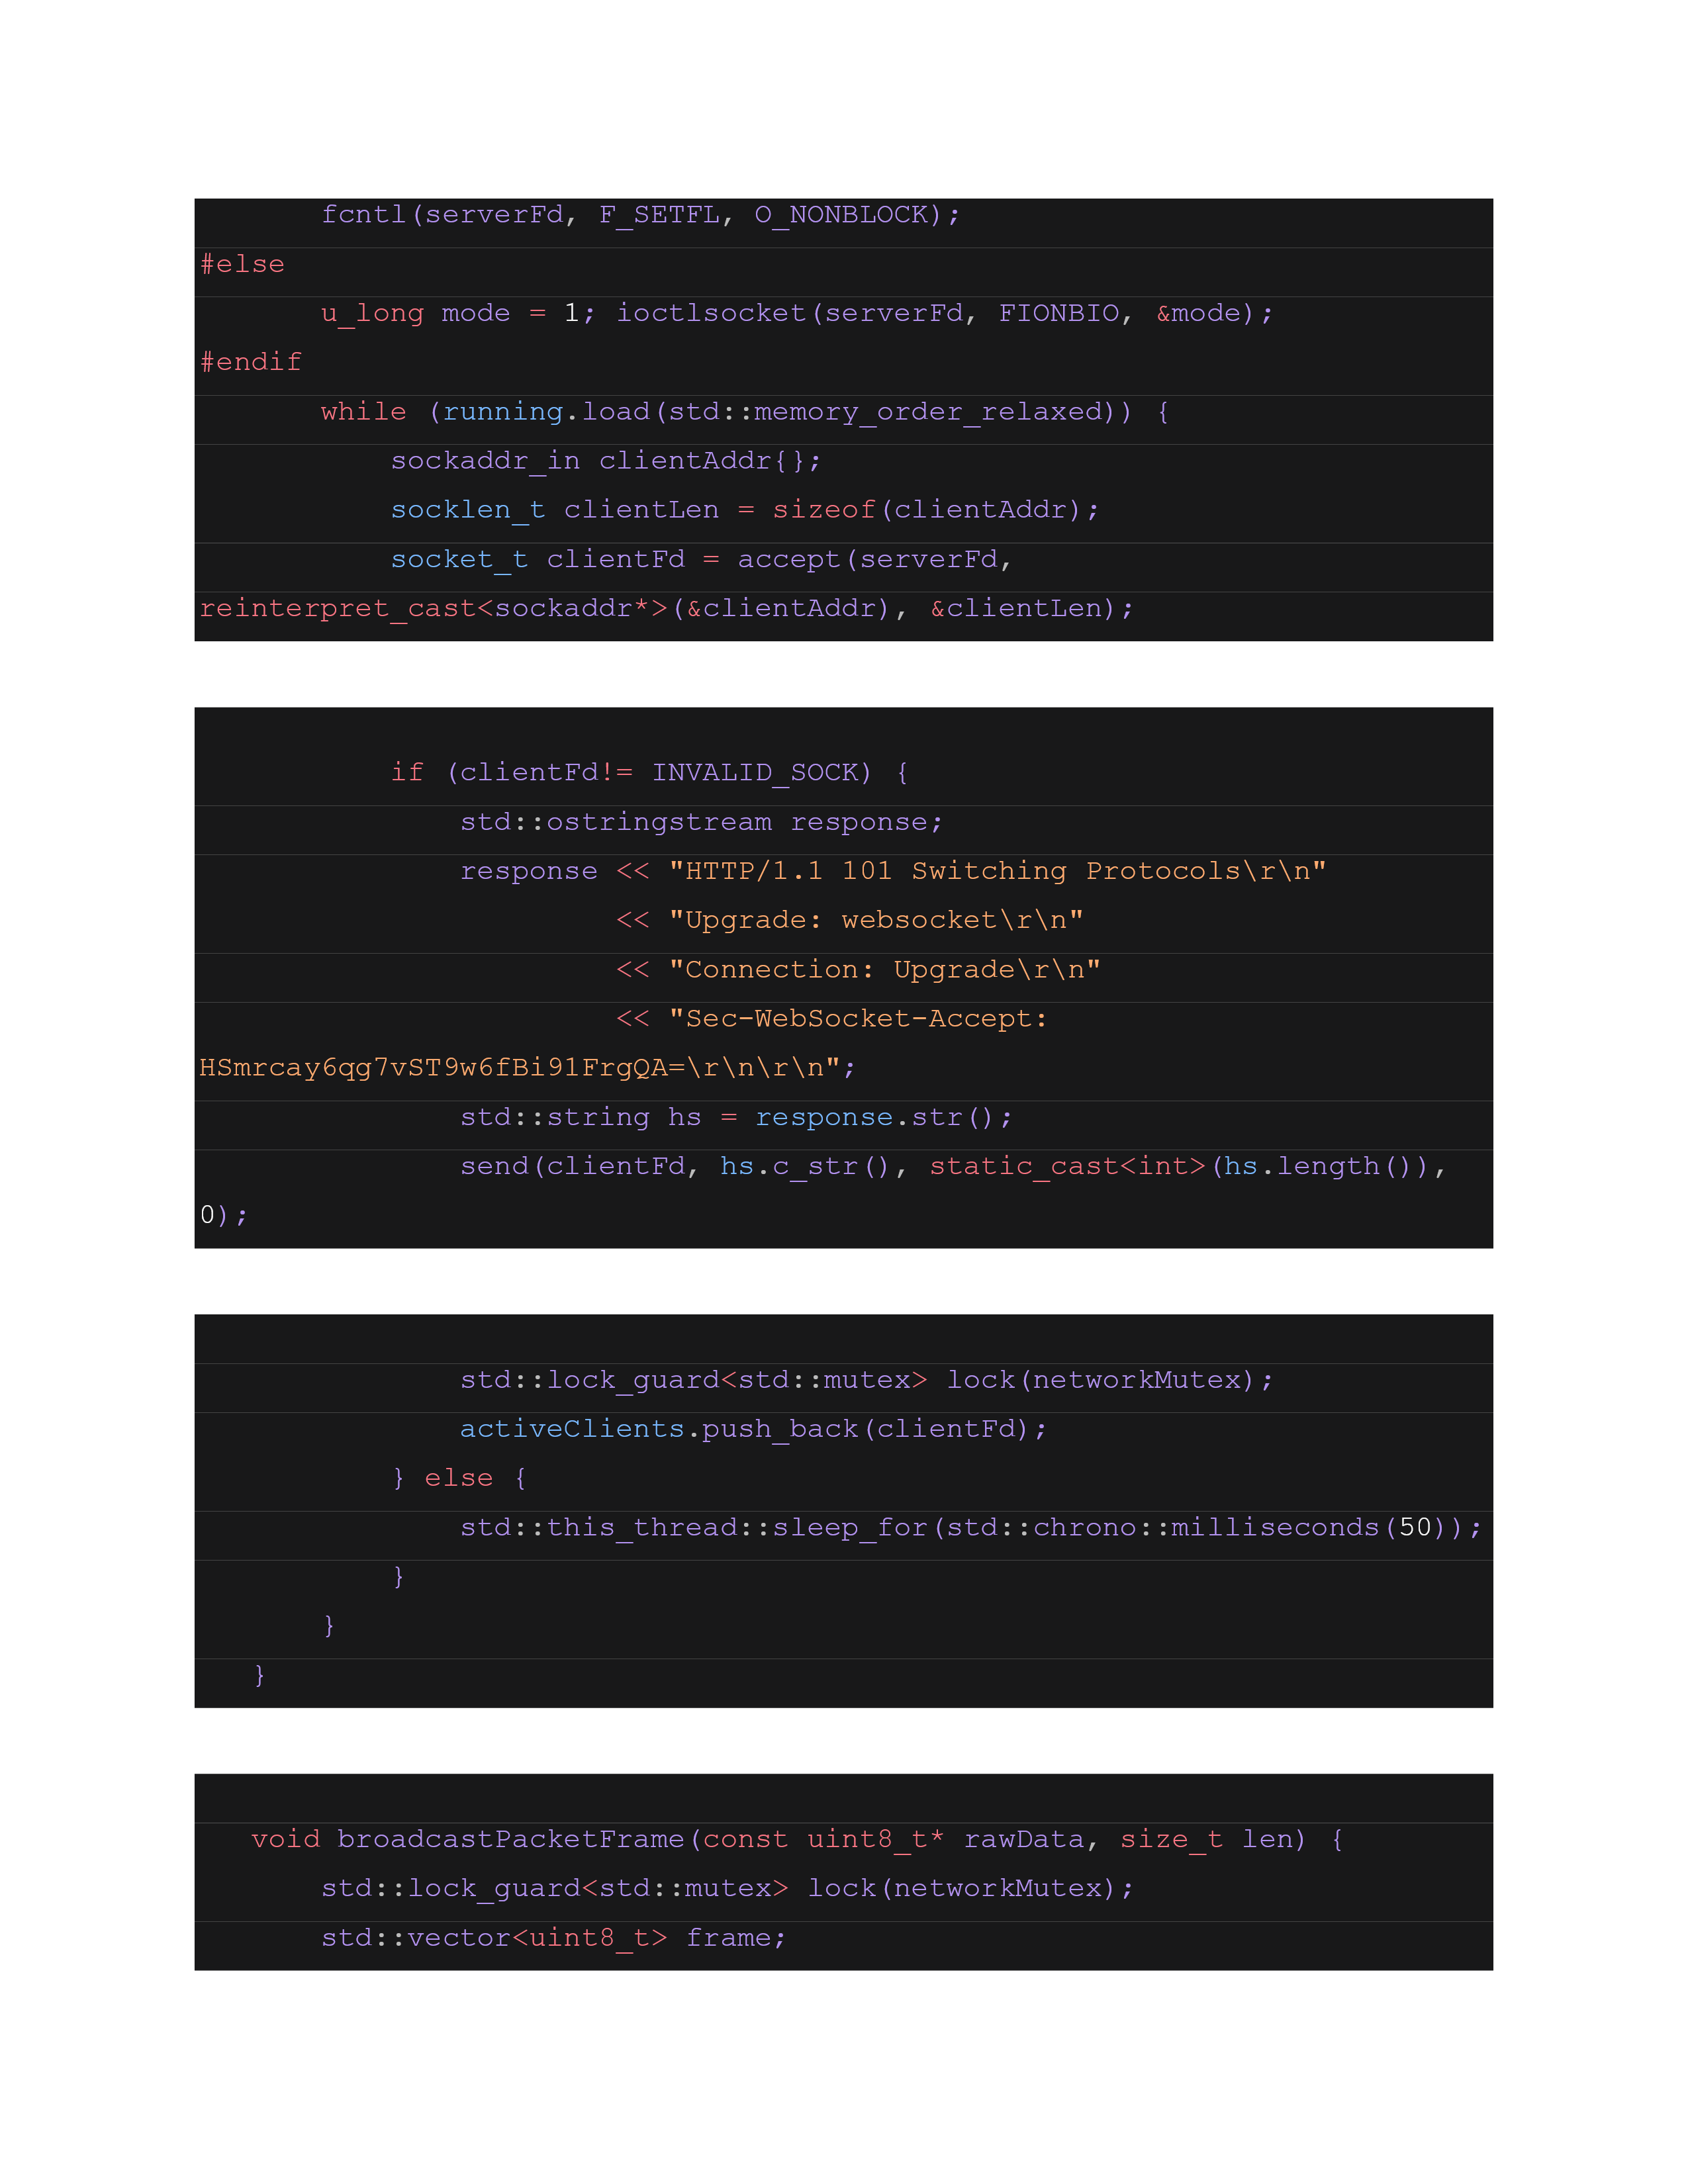 fcntl(serverFd, F_SETFL, O_NONBLOCK);
#else
u_long mode = 1; ioctlsocket(serverFd, FIONBIO, &mode);
#endif
while (running.load(std::memory_order_relaxed)) {
sockaddr_in clientAddr{};
socklen_t clientLen = sizeof(clientAddr);
socket_t clientFd = accept(serverFd,
reinterpret_cast<sockaddr*>(&clientAddr), &clientLen);
if (clientFd!= INVALID_SOCK) {
std::ostringstream response;
response << "HTTP/1.1 101 Switching Protocols\r\n"
<< "Upgrade: websocket\r\n"
<< "Connection: Upgrade\r\n"
<< "Sec-WebSocket-Accept:
HSmrcay6qg7vST9w6fBi91FrgQA=\r\n\r\n";
std::string hs = response.str();
send(clientFd, hs.c_str(), static_cast<int>(hs.length()),
0);
std::lock_guard<std::mutex> lock(networkMutex);
activeClients.push_back(clientFd);
} else {
std::this_thread::sleep_for(std::chrono::milliseconds(50));
}
}
}
void broadcastPacketFrame(const uint8_t* rawData, size_t len) {
std::lock_guard<std::mutex> lock(networkMutex);
std::vector<uint8_t> frame;